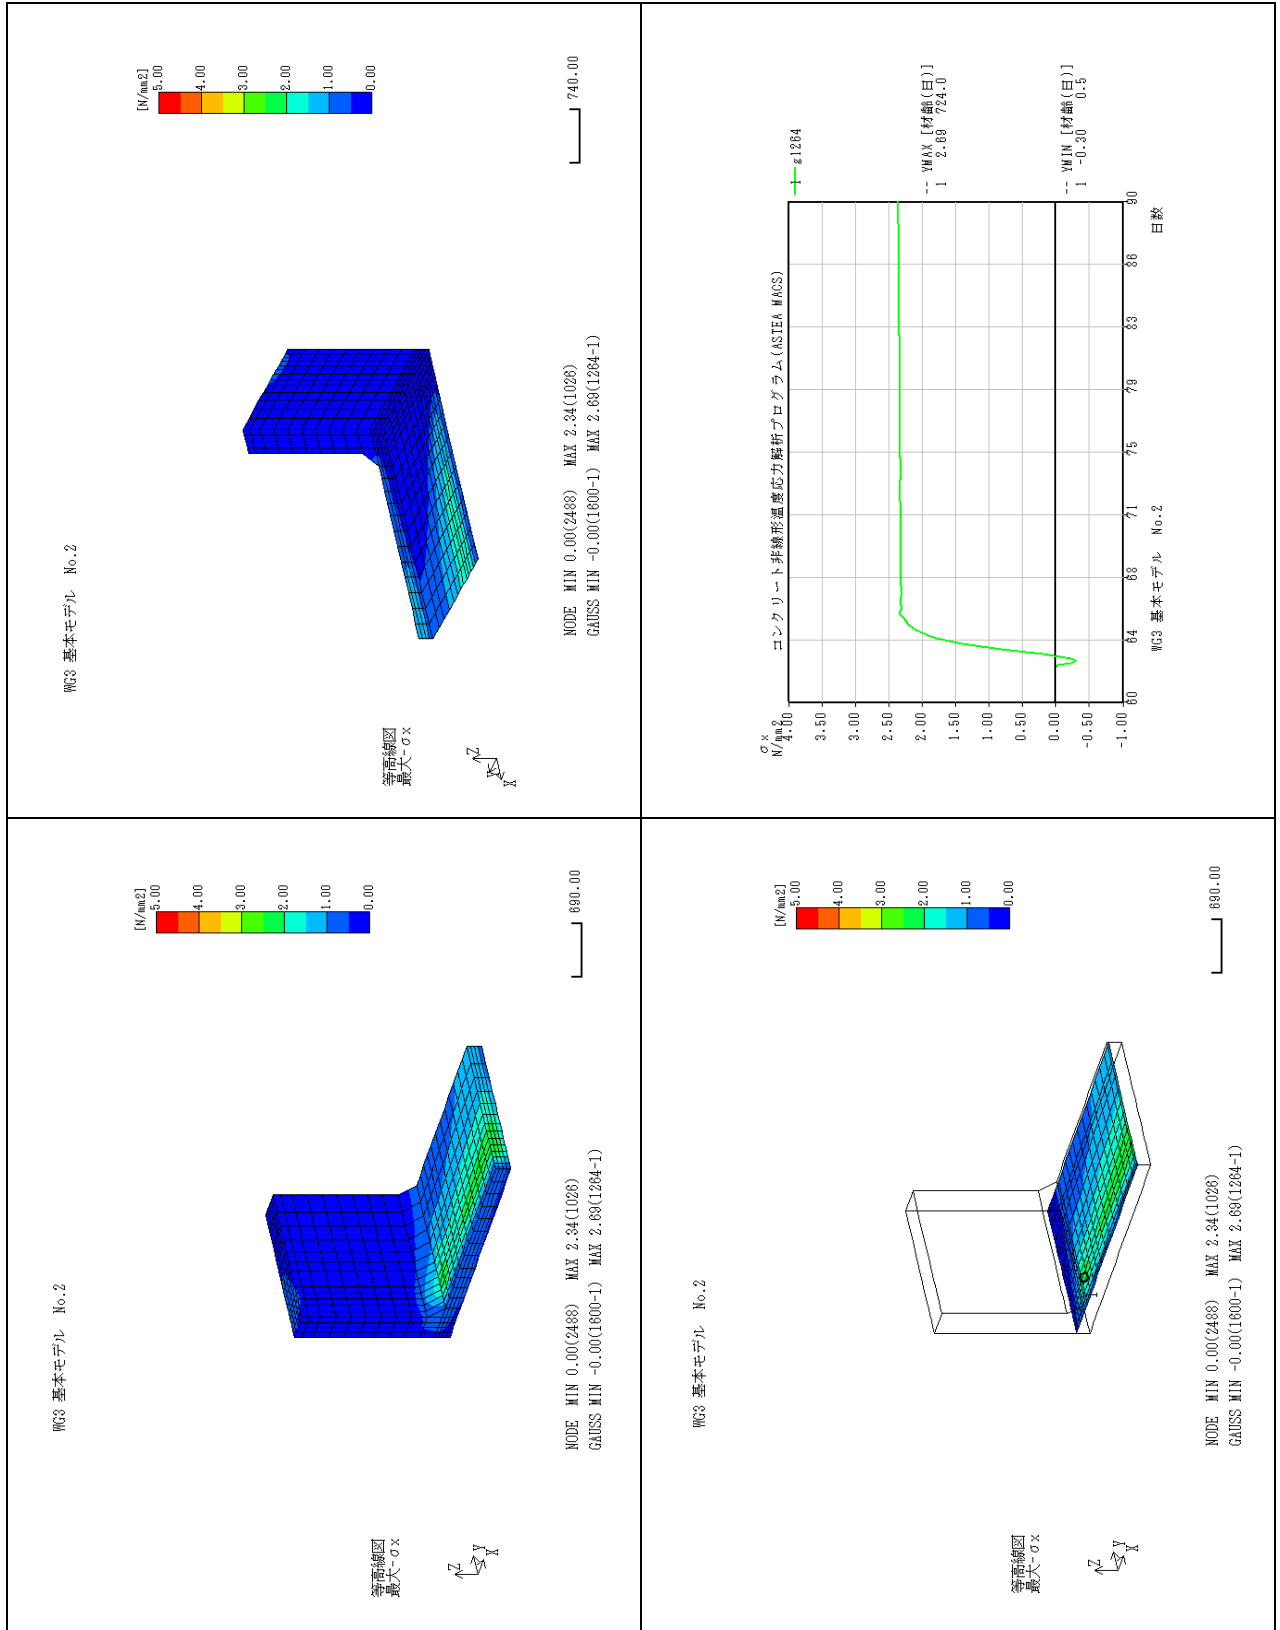 WG3 基本モデル No.2
[N/mm2]
5.00
4.00
3.00
2.00
1.00
0.00
等高線図
最大-σx
Z
Y
X
740.00
NODE MIN 0.00(2488) MAX 2.34(1026)
GAUSS MIN -0.00(1600-1) MAX 2.69(1264-1)
コンクリート非線形温度応力解析プログラム(ASTEA MACS)
σx
N/mm2
4.00
3.50
3.00
2.50
2.00
1.50
1.00
0.50
0.00
-0.50
-1.00
60
64
68
71
75
79
83
86
90
日数
WG3 基本モデル No.2
1 g1264
-- YMAX [材齢(日)]
1 2.69 724.0
-- YMIN [材齢(日)]
1 -0.30 0.5
WG3 基本モデル No.2
[N/mm2]
5.00
4.00
3.00
2.00
1.00
0.00
等高線図
最大-σx
Z
Y
X
690.00
NODE MIN 0.00(2488) MAX 2.34(1026)
GAUSS MIN -0.00(1600-1) MAX 2.69(1264-1)
WG3 基本モデル No.2
[N/mm2]
5.00
4.00
3.00
2.00
1.00
0.00
1
等高線図
最大-σx
Z
Y
X
690.00
NODE MIN 0.00(2488) MAX 2.34(1026)
GAUSS MIN -0.00(1600-1) MAX 2.69(1264-1)